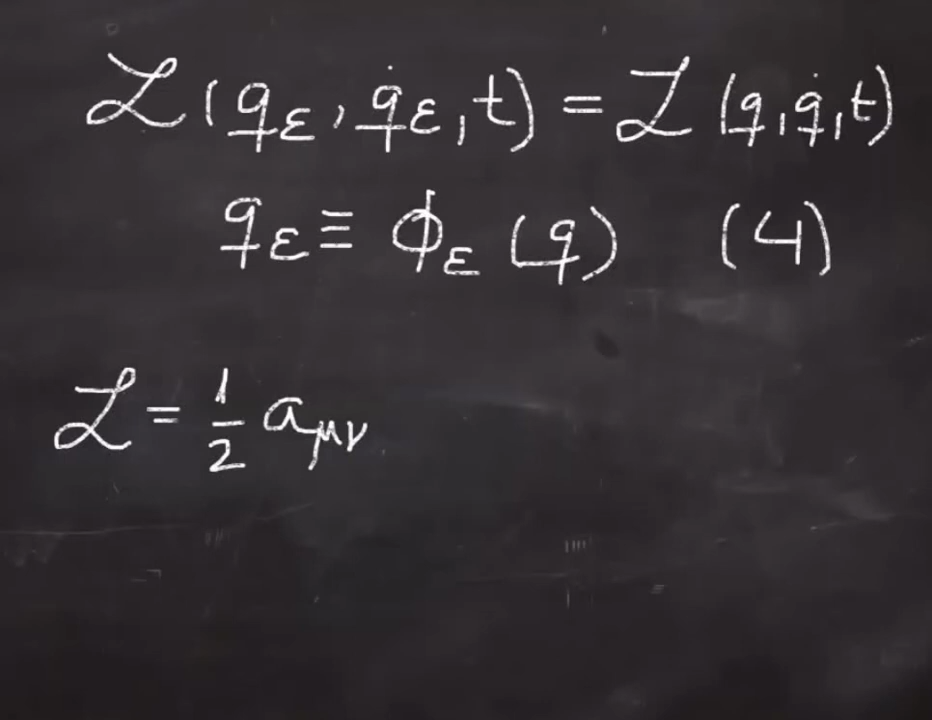 ℒ(q_ε, q̇_ε, t) = ℒ(q, q̇, t)
q_ε ≡ ϕ_ε(q) (4)
ℒ = 1/2 a_μν